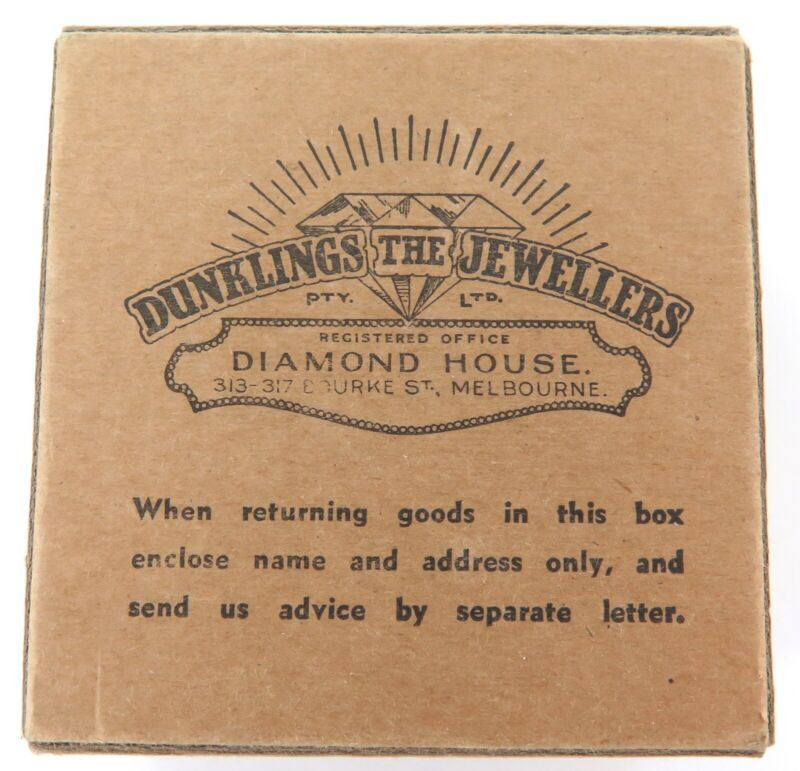 DUNKLINGS THE JEWELLERS
PTY. LTD.
REGISTERED OFFICE
DIAMOND HOUSE.
313-317 BOURKE ST., MELBOURNE.
When returning goods in this box
enclose name and address only, and
send us advice by separate letter.